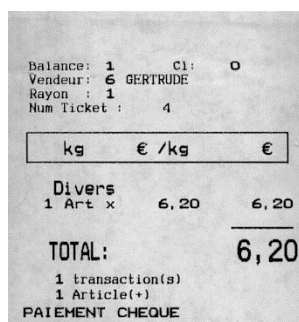 Balance: 1 Cl: 0
Vendeur: 6 GERTRUDE
Rayon : 1
Num Ticket : 4
kg € /kg €
Divers
1 Art x 6,20 6,20
TOTAL: 6,20
1 transaction(s)
1 Article(+)
PAIEMENT CHEQUE